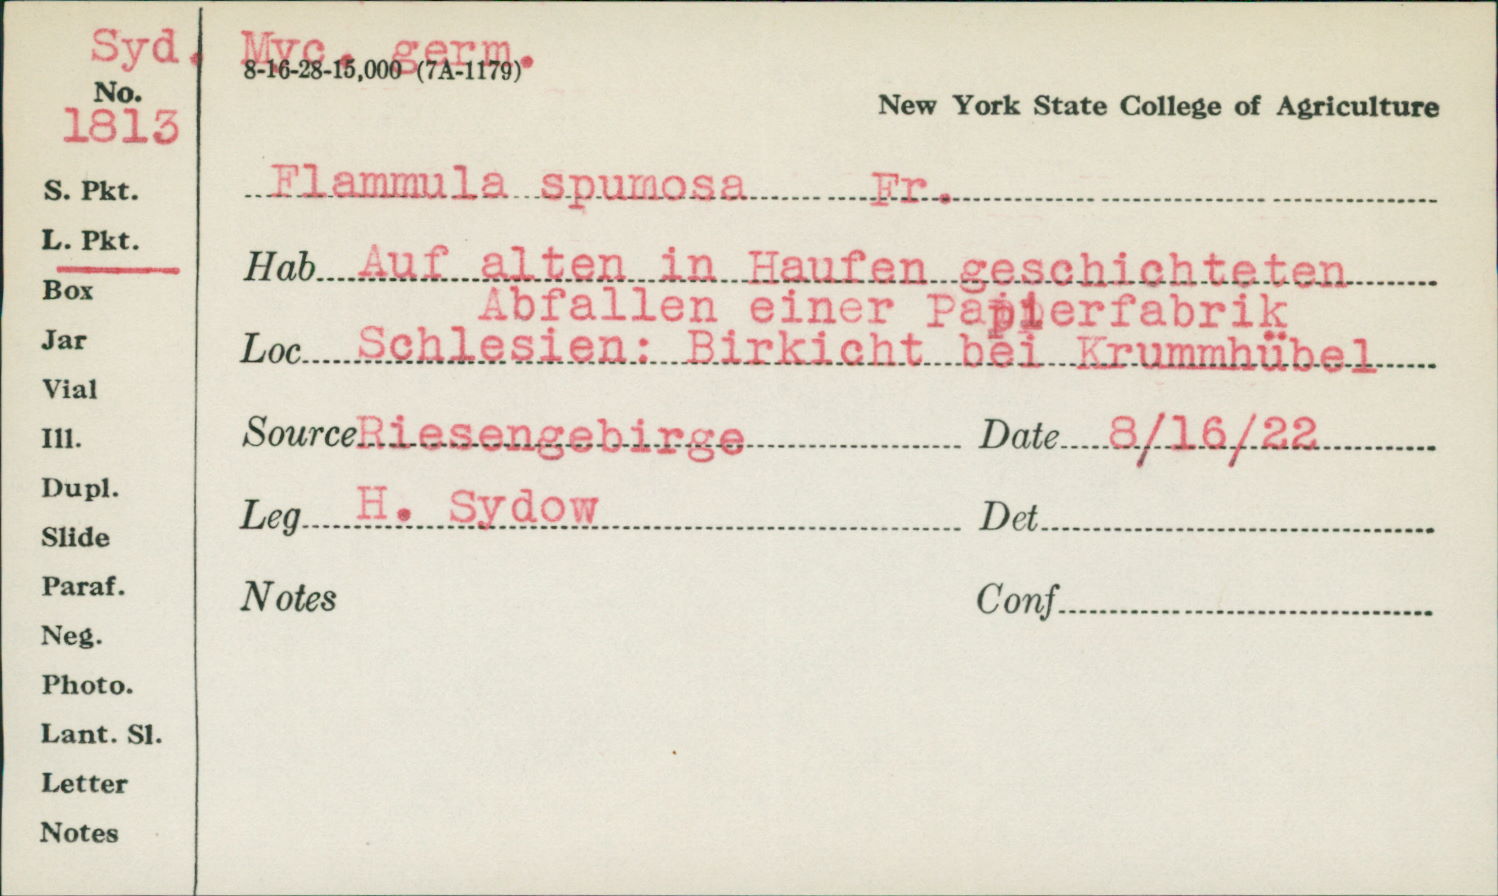 Syd. Myc. germ.
8-16-28-15,000 (7A-1179)
No.
1813
New York State College of Agriculture
S. Pkt.
Flammula spumosa Fr.
L. Pkt.
Hab Auf alten in Haufen geschichteten
Abfallen einer Papierfabrik
Box
Jar
Loc Schlesien: Birkicht bei Krummhübel
Vial
Ill.
Source Riesengebirge Date 8/16/22
Dupl.
Leg H. Sydow Det
Slide
Paraf.
Notes Conf
Neg.
Photo.
Lant. Sl.
Letter
Notes